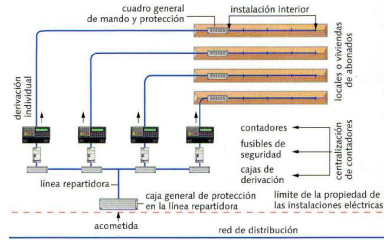 cuadro general
de mando y protección
instalación interior
locales o viviendas
de abonados
derivación
individual
contadores
fusibles de
seguridad
cajas de
derivación
centralización
de contadores
línea repartidora
caja general de protección
en la línea repartidora
límite de la propiedad de
las instalaciones eléctricas
acometida
red de distribución